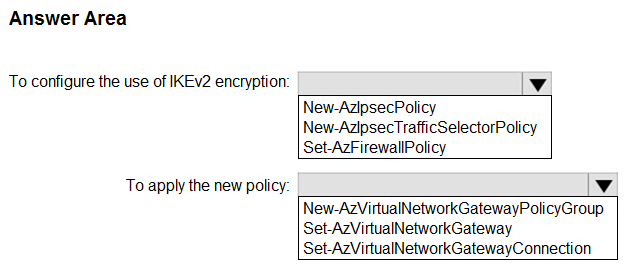 Answer Area
To configure the use of IKEv2 encryption:
New-AzIpsecPolicy
New-AzIpsecTrafficSelectorPolicy
Set-AzFirewallPolicy
To apply the new policy:
New-AzVirtualNetworkGatewayPolicyGroup
Set-AzVirtualNetworkGateway
Set-AzVirtualNetworkGatewayConnection